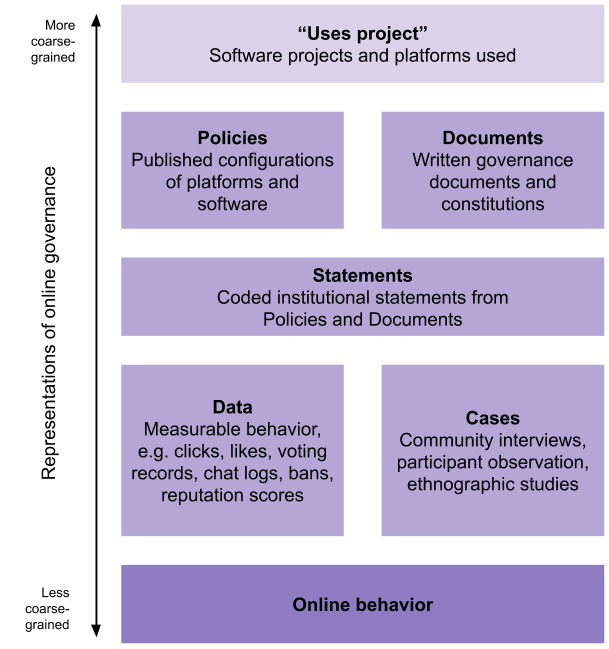 More
coarse-
grained
“Uses project”
Software projects and platforms used
Policies
Published configurations
of platforms and
software
Documents
Written governance
documents and
constitutions
Representations of online governance
Statements
Coded institutional statements from
Policies and Documents
Data
Measurable behavior,
e.g. clicks, likes, voting
records, chat logs, bans,
reputation scores
Cases
Community interviews,
participant observation,
ethnographic studies
Less
coarse-
grained
Online behavior